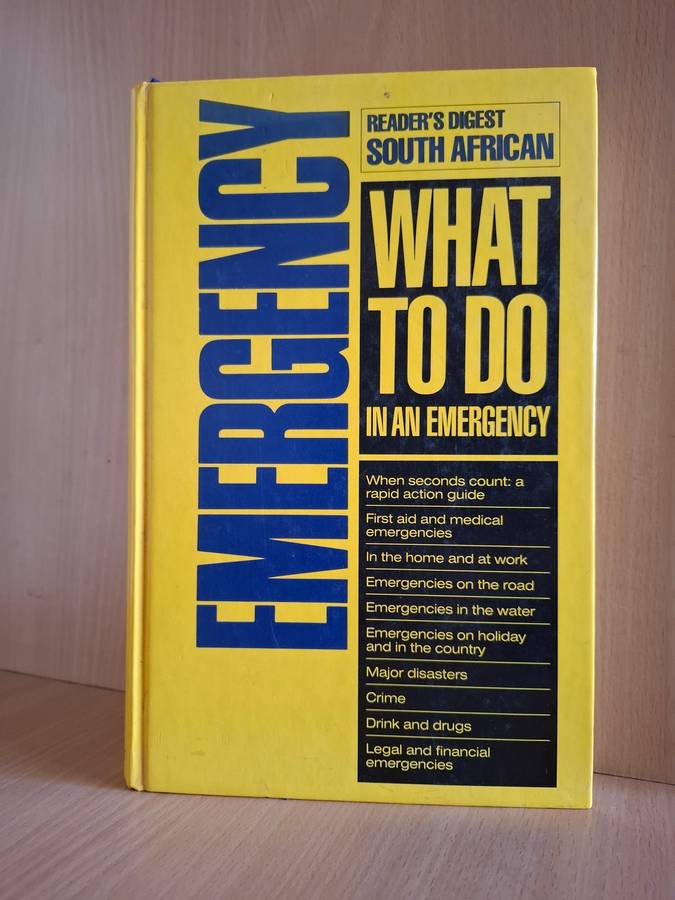 EMERGENCY
READER'S DIGEST
SOUTH AFRICAN
WHAT
TO DO
IN AN EMERGENCY
When seconds count: a
rapid action guide
First aid and medical
emergencies
In the home and at work
Emergencies on the road
Emergencies in the water
Emergencies on holiday
and in the country
Major disasters
Crime
Drink and drugs
Legal and financial
emergencies